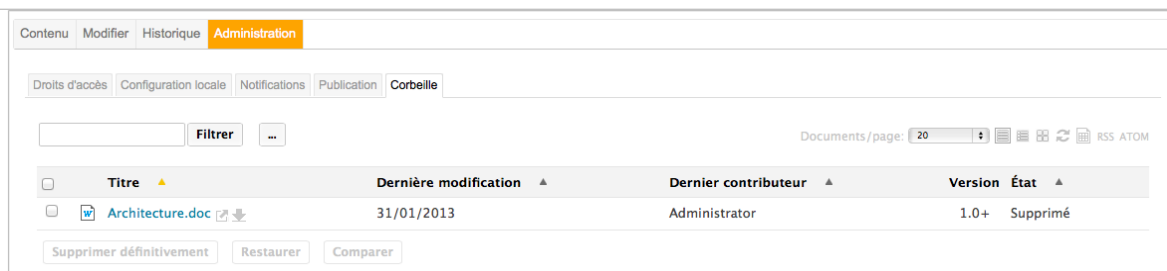 Contenu Modifier Historique Administration
Droits d'accès Configuration locale Notifications Publication Corbeille
Filtrer ... Documents/page: 20 RSS ATOM
Titre Dernière modification Dernier contributeur Version État
Architecture.doc 31/01/2013 Administrator 1.0+ Supprimé
Supprimer définitivement Restaurer Comparer